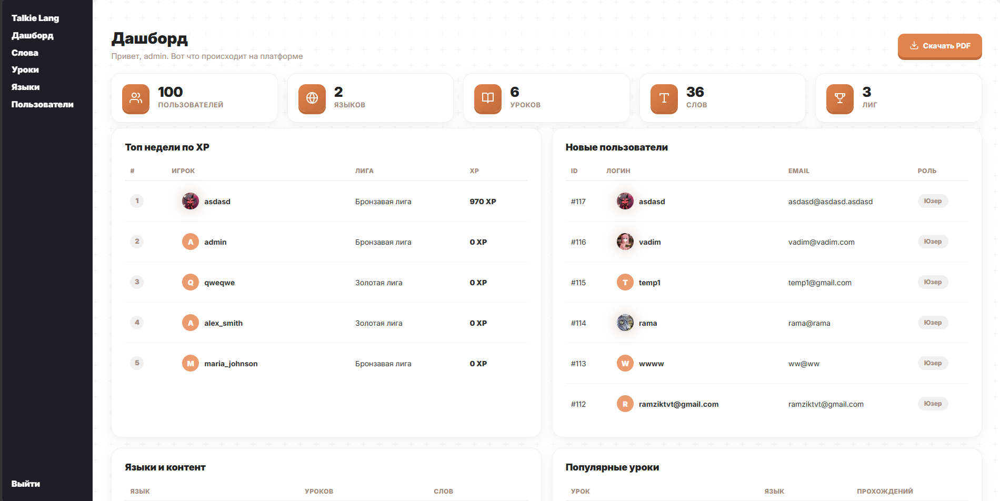 Talkie Lang
Дашборд
Слова
Уроки
Языки
Пользователи
Выйти
Дашборд
Привет, admin. Вот что происходит на платформе
Скачать PDF
100
ПОЛЬЗОВАТЕЛЕЙ
2
ЯЗЫКОВ
6
УРОКОВ
36
СЛОВ
3
ЛИГ
Топ недели по XP
# ИГРОК ЛИГА XP
1 asdasd Бронзавая лига 970 XP
2 A admin Бронзавая лига 0 XP
3 Q qweqwe Золотая лига 0 XP
4 A alex_smith Золотая лига 0 XP
5 M maria_johnson Бронзавая лига 0 XP
Новые пользователи
ID ЛОГИН EMAIL РОЛЬ
#117 asdasd asdasd@asdasd.asdasd Юзер
#116 vadim vadim@vadim.com Юзер
#115 T temp1 temp1@gmail.com Юзер
#114 rama rama@rama Юзер
#113 W wwww ww@ww Юзер
#112 R ramziktvt@gmail.com ramziktvt@gmail.com Юзер
Языки и контент
ЯЗЫК УРОКОВ СЛОВ
Популярные уроки
УРОК ЯЗЫК ПРОХОЖДЕНИЙ